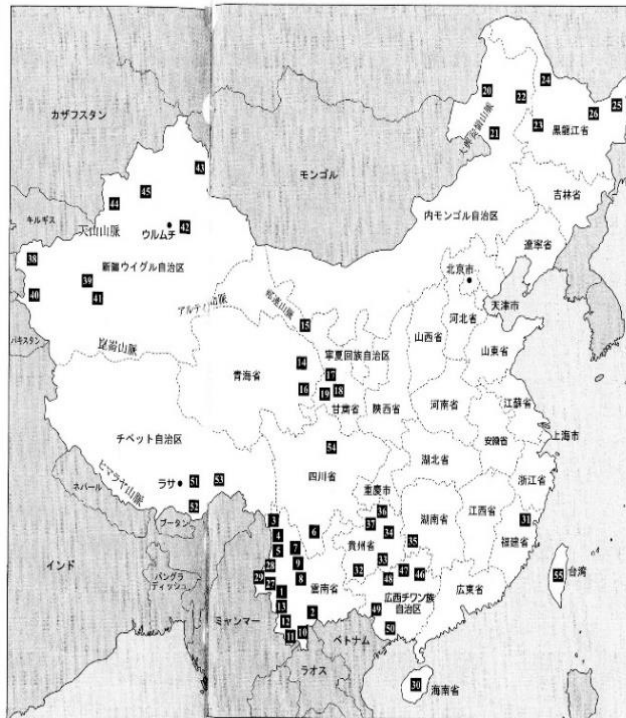 カザフスタン
モンゴル
キルギス
パキスタン
天山山脈
ウルムチ
新疆ウイグル自治区
アルティン山脈
崑崙山脈
祁連山脈
青海省
チベット自治区
ラサ
ヒマラヤ山脈
ネパール
ブータン
インド
バングラ
ディッシュ
ミャンマー
ラオス
ベトナム
内モンゴル自治区
大興安嶺山脈
黒龍江省
吉林省
遼寧省
北京市
天津市
河北省
山西省
山東省
寧夏回族自治区
甘粛省
陝西省
河南省
江蘇省
安徽省
上海市
湖北省
四川省
重慶市
浙江省
江西省
湖南省
福建省
貴州省
雲南省
広西チワン族
自治区
広東省
台湾
海南省
1
2
3
4
5
6
7
8
9
10
11
12
13
14
15
16
17
18
19
20
21
22
23
24
25
26
27
28
29
30
31
32
33
34
35
36
37
38
39
40
41
42
43
44
45
46
47
48
49
50
51
52
53
54
55